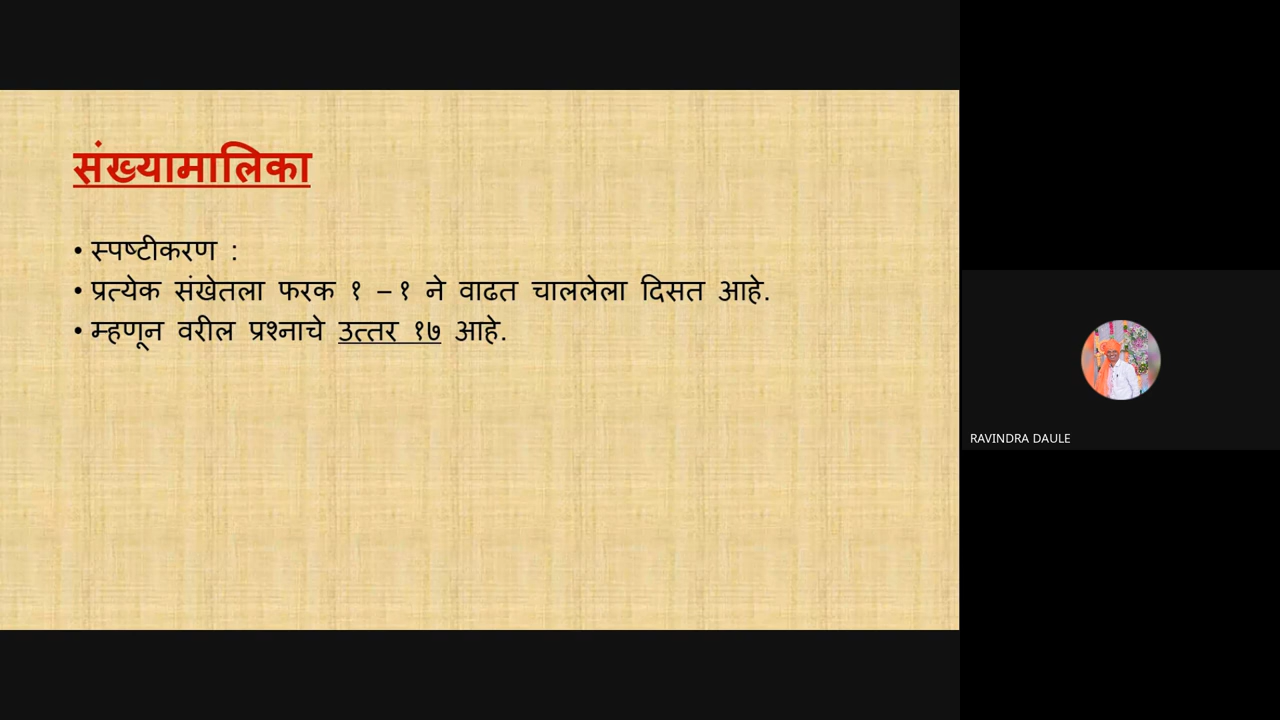 संख्यामालिका
• स्पष्टीकरण :
• प्रत्येक संखेतला फरक १ – १ ने वाढत चाललेला दिसत आहे.
• म्हणून वरील प्रश्नाचे उत्तर १७ आहे.
RAVINDRA DAULE